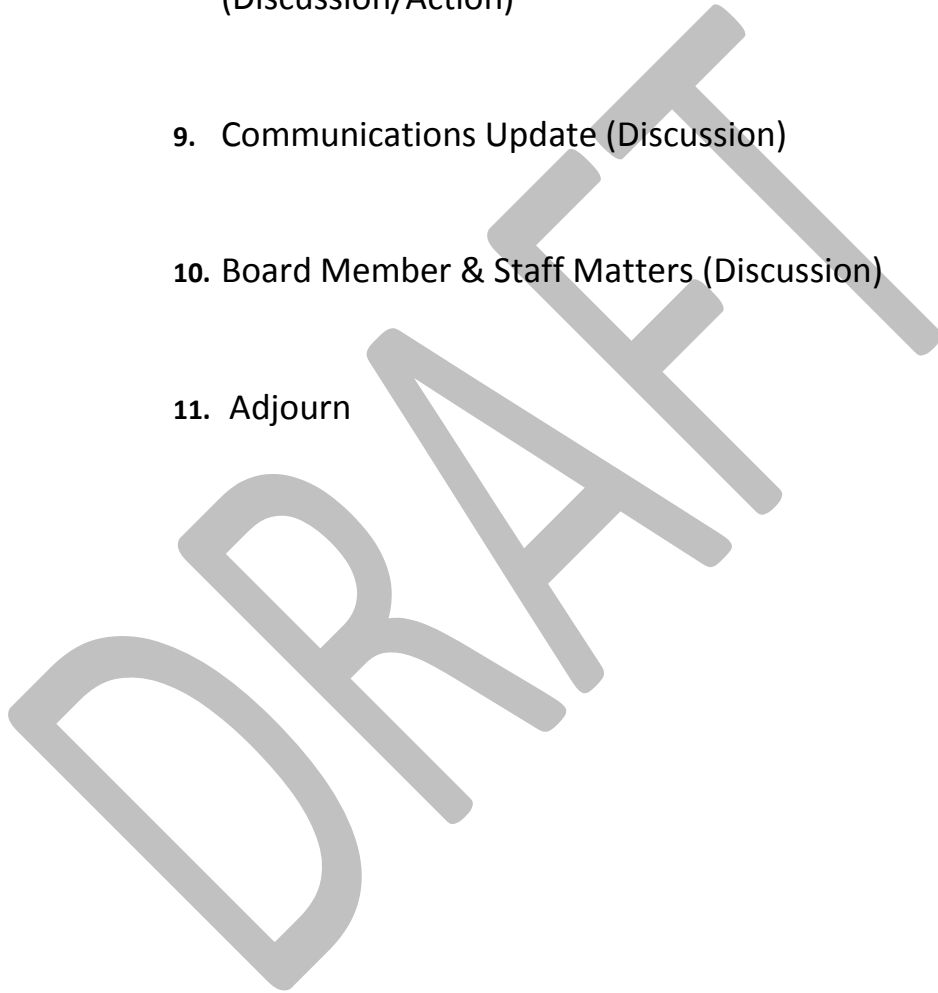 (Discussion/Action)
9. Communications Update (Discussion)
10. Board Member & Staff Matters (Discussion)
11. Adjourn
DRAFT